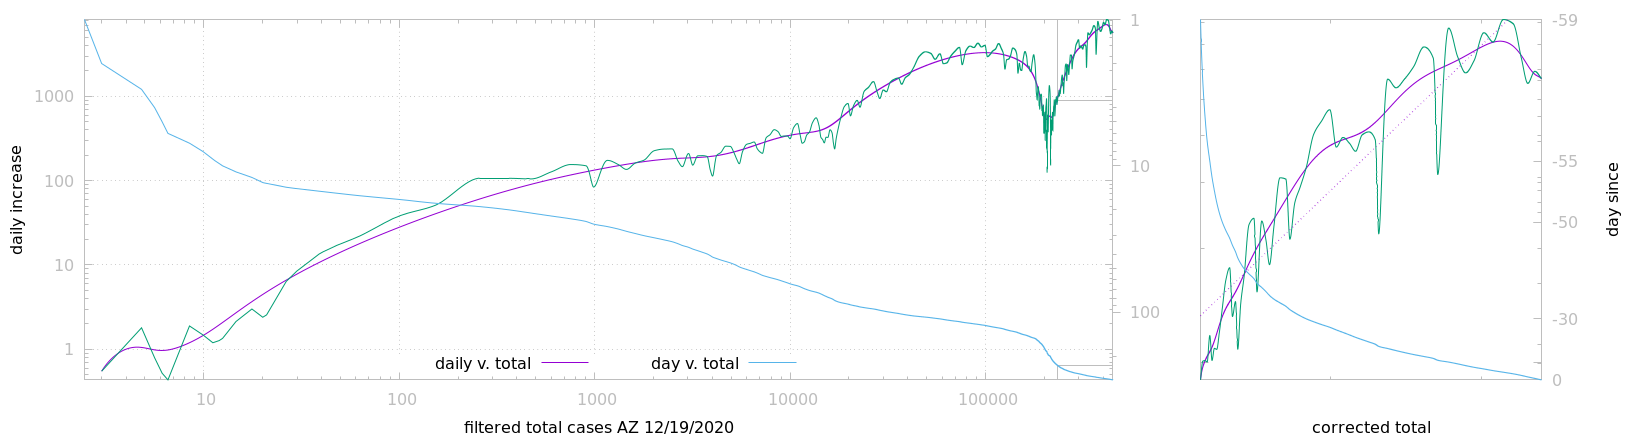 daily increase
1000
100
10
1
10
100
1000
10000
100000
filtered total cases AZ 12/19/2020
daily v. total
day v. total
1
10
100
corrected total
-59
-55
-50
-30
0
day since